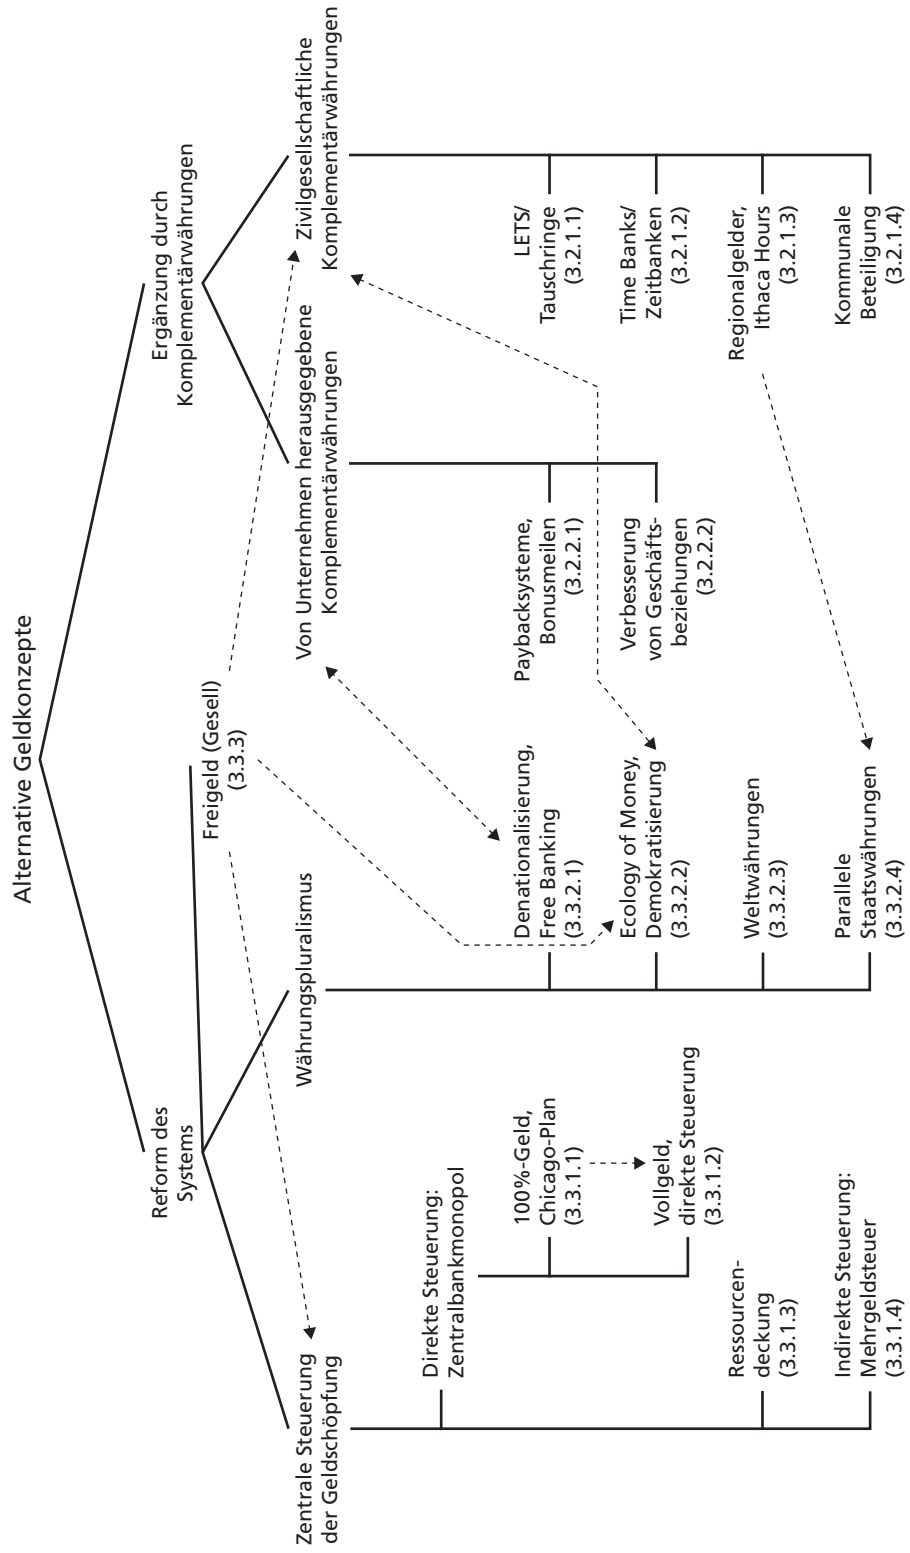 Alternative Geldkonzepte
Reform des
Systems
Ergänzung durch
Komplementärwährungen
Freigeld (Gesell)
(3.3.3)
Zentrale Steuerung
der Geldschöpfung
Währungspluralismus
Von Unternehmen herausgegebene
Komplementärwährungen
Zivilgesellschaftliche
Komplementärwährungen
Direkte Steuerung:
Zentralbankmonopol
100%-Geld,
Chicago-Plan
(3.3.1.1)
Vollgeld,
direkte Steuerung
(3.3.1.2)
Ressourcen-
deckung
(3.3.1.3)
Indirekte Steuerung:
Mehrgeldsteuer
(3.3.1.4)
Denationalisierung,
Free Banking
(3.3.2.1)
Ecology of Money,
Demokratisierung
(3.3.2.2)
Weltwährungen
(3.3.2.3)
Parallele
Staatswährungen
(3.3.2.4)
Paybacksysteme,
Bonusmeilen
(3.2.2.1)
Verbesserung
von Geschäfts-
beziehungen
(3.2.2.2)
LETS/
Tauschringe
(3.2.1.1)
Time Banks/
Zeitbanken
(3.2.1.2)
Regionalgelder,
Ithaca Hours
(3.2.1.3)
Kommunale
Beteiligung
(3.2.1.4)